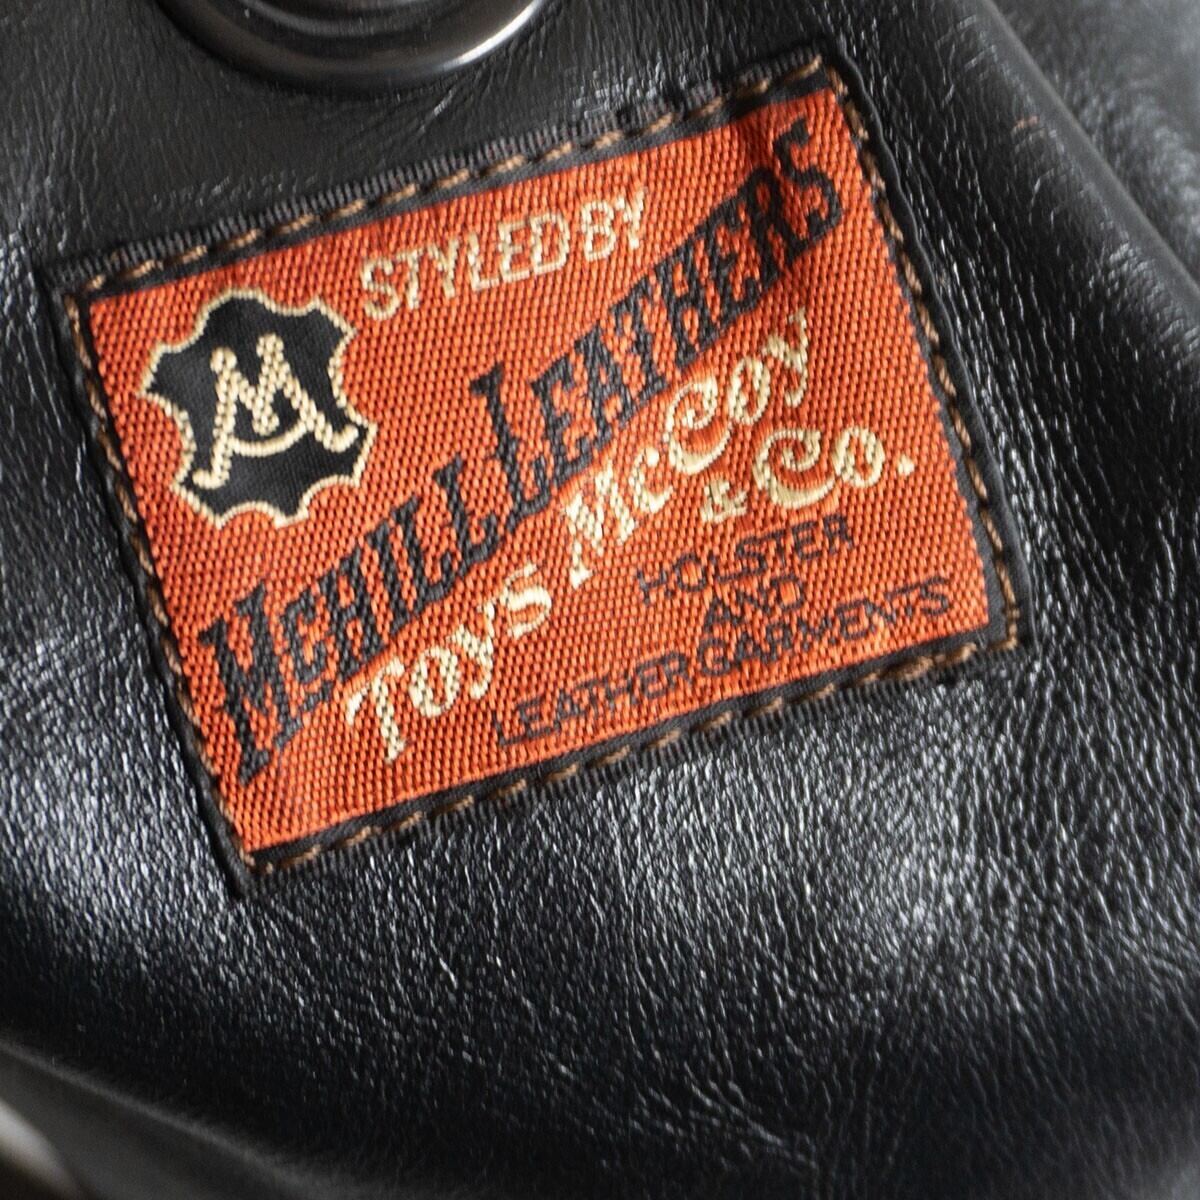 STYLED BY
M
McHILL LEATHERS
Toys McCoy
& Co.
HOLSTER
AND
LEATHER GARMENTS